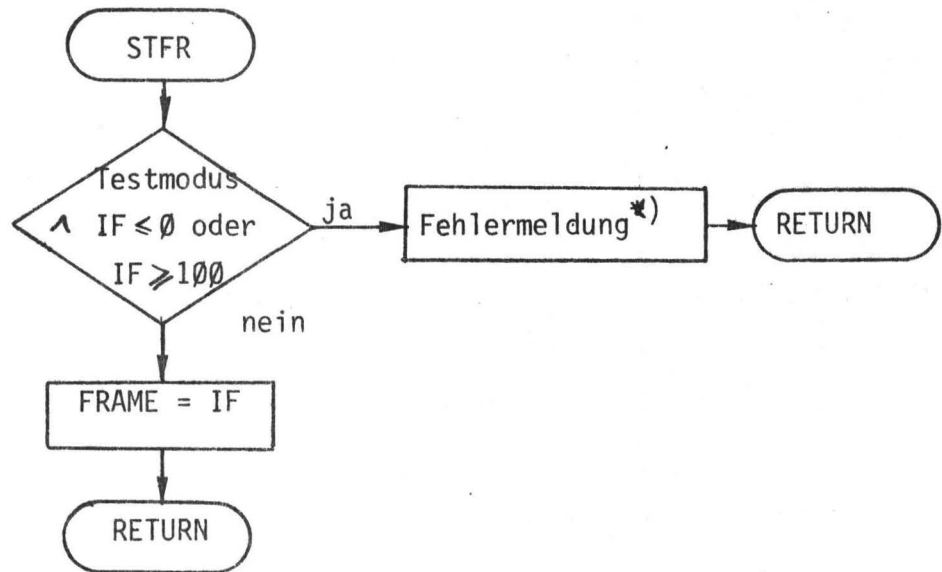 STFR
Testmodus
∧ IF ≤ Ø oder
IF ⩾ 1ØØ
ja
Fehlermeldung *)
RETURN
nein
FRAME = IF
RETURN